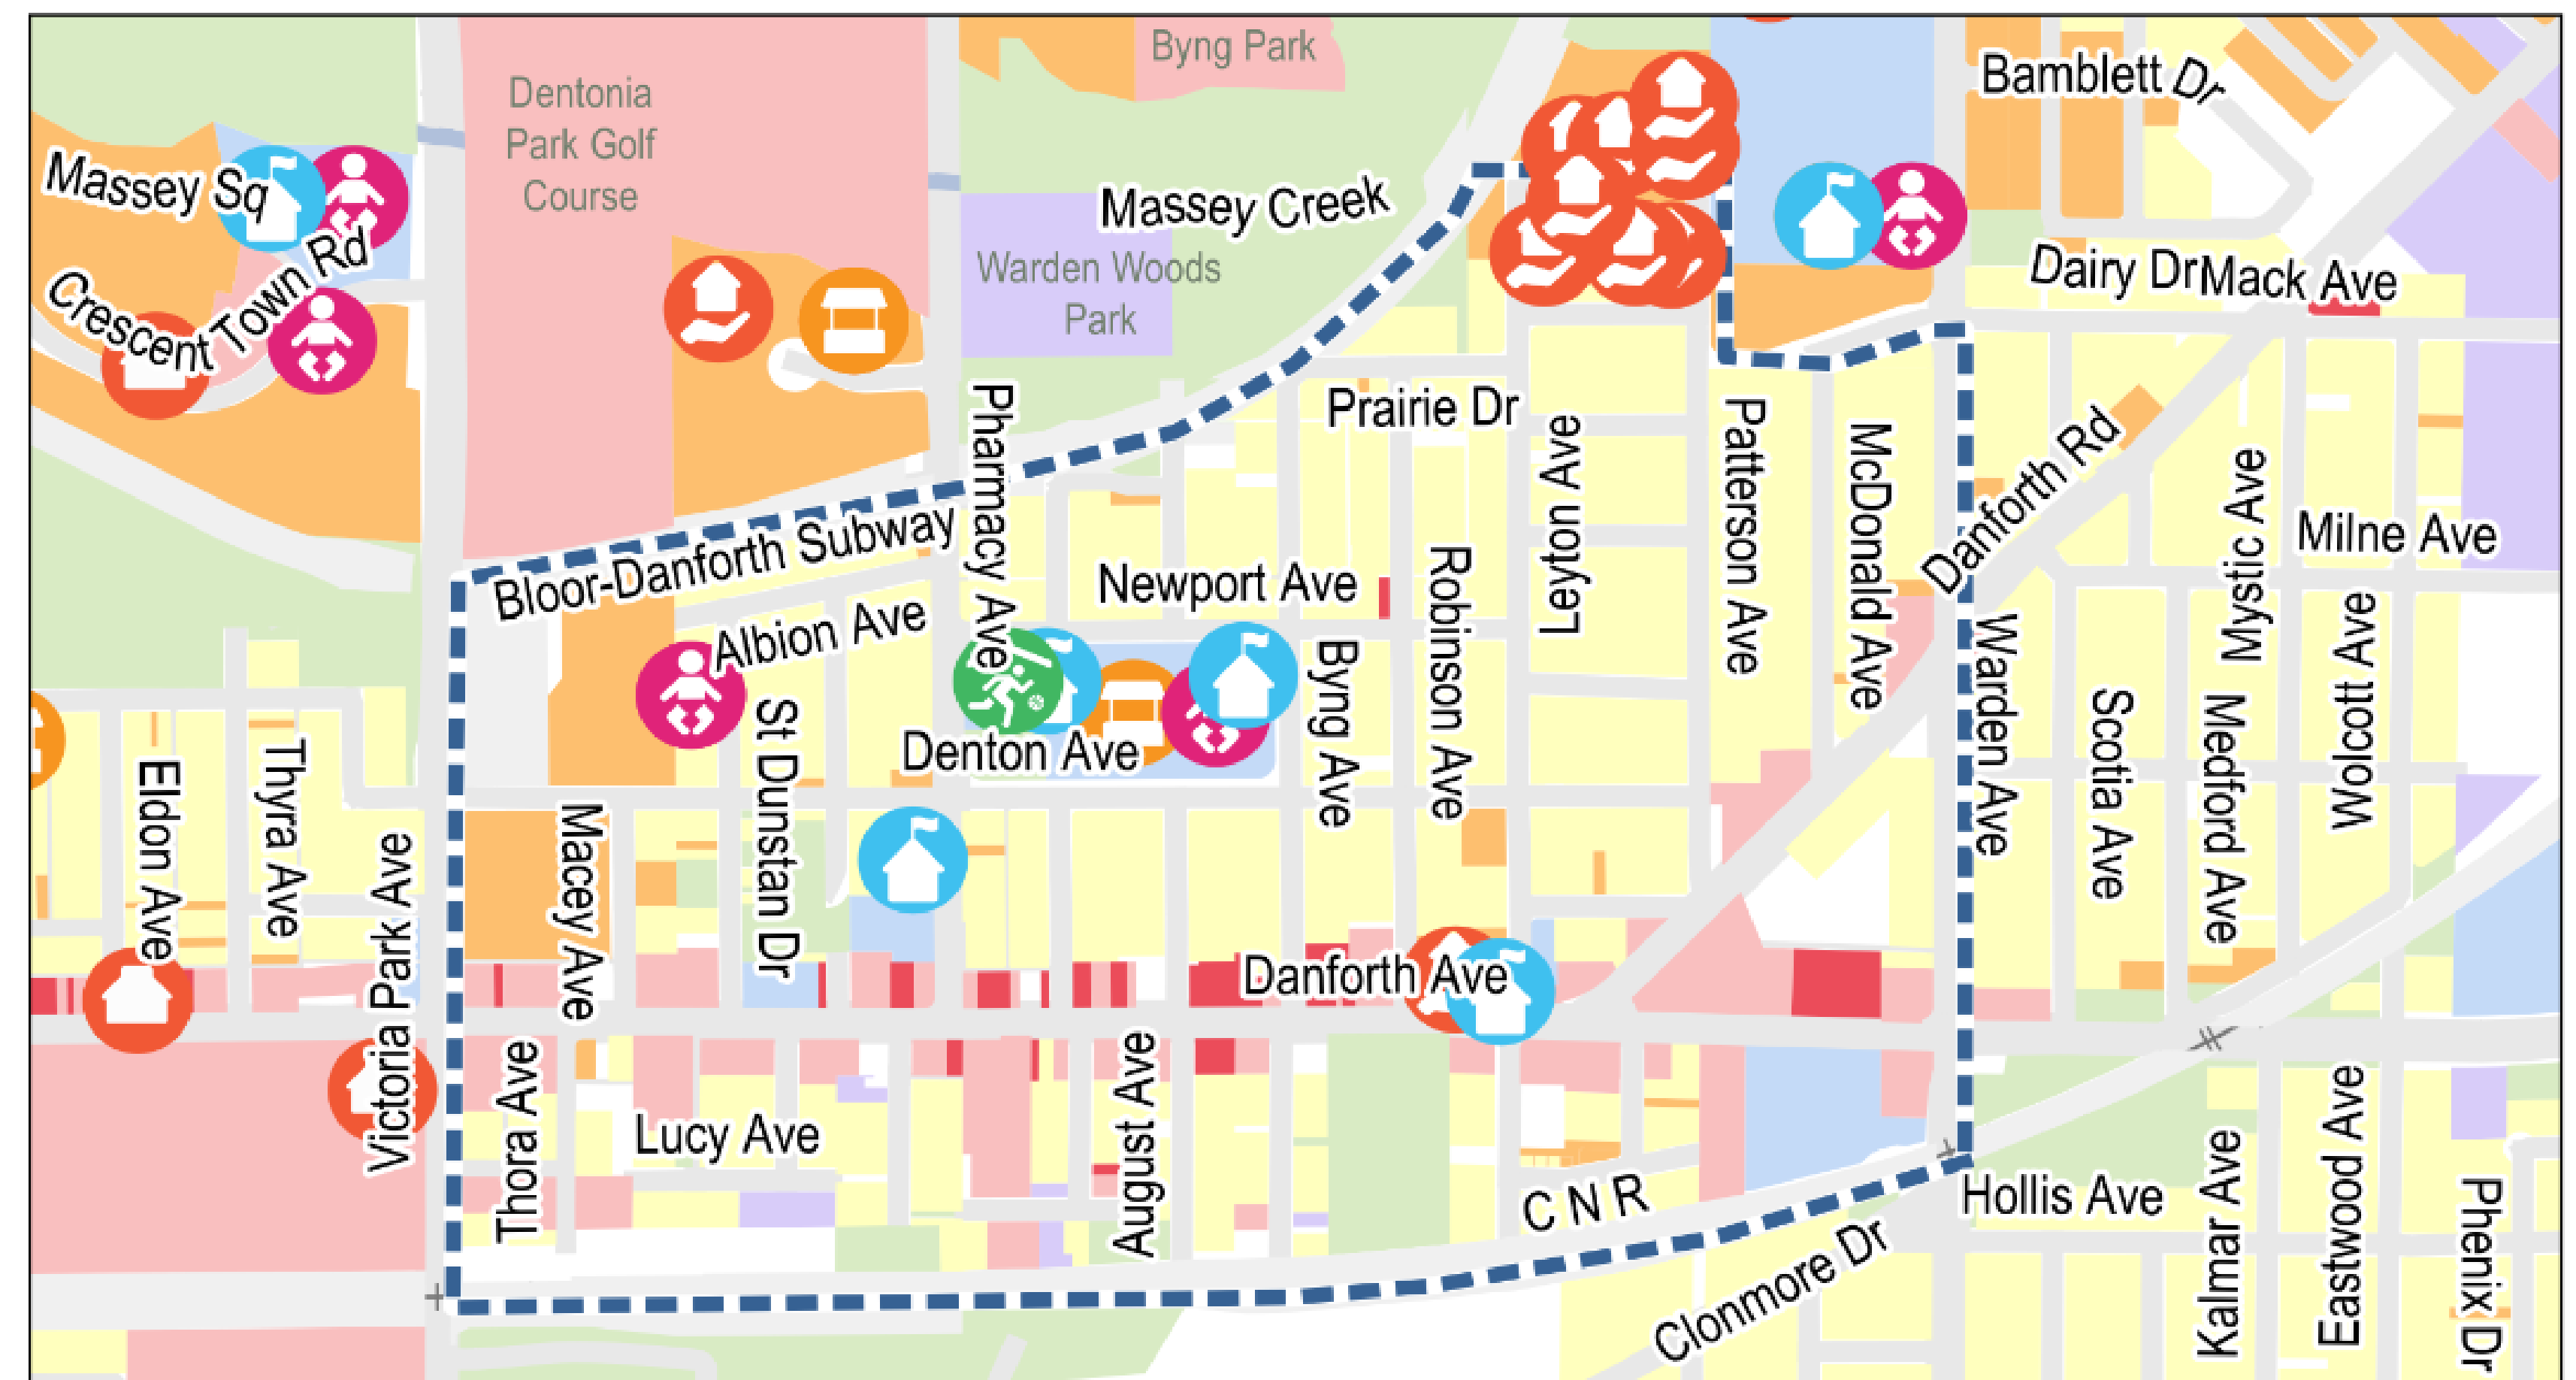 Byng Park
Bamblett Dr
Dentonia
Park Golf
Course
Massey Sq
Massey Creek
Crescent Town Rd
Warden Woods
Park
Dairy Dr
Mack Ave
Prairie Dr
Pharmacy Ave
Leyton Ave
Patterson Ave
McDonald Ave
Danforth Rd
Mystic Ave
Milne Ave
Bloor-Danforth Subway
Newport Ave
Albion Ave
Robinson Ave
Byng Ave
Warden Ave
Scotia Ave
Medford Ave
Wolcott Ave
Denton Ave
St Dunstan Dr
Eldon Ave
Thyra Ave
Victoria Park Ave
Macey Ave
Danforth Ave
Thora Ave
Lucy Ave
August Ave
C N R
Clonmore Dr
Hollis Ave
Kalmar Ave
Eastwood Ave
Phenix Dr